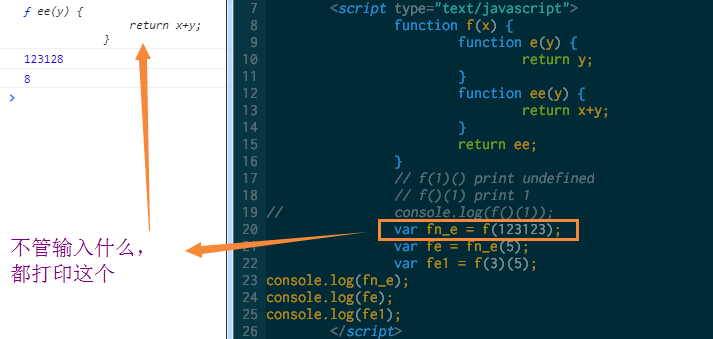 ƒ ee(y) {
return x+y;
}
123128
8
>
不管输入什么，
都打印这个
7 <script type="text/javascript">
8 function f(x) {
9 function e(y) {
10 return y;
11 }
12 function ee(y) {
13 return x+y;
14 }
15 return ee;
16 }
17 // f(1)() print undefined
18 // f()(1) print 1
19 // console.log(f()(1));
20 var fn_e = f(123123);
21 var fe = fn_e(5);
22 var fe1 = f(3)(5);
23 console.log(fn_e);
24 console.log(fe);
25 console.log(fe1);
26 </script>